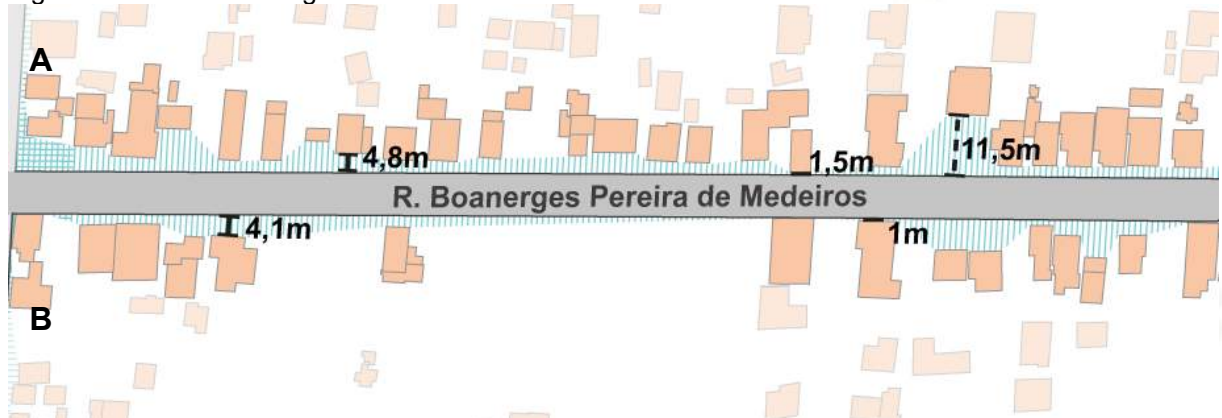 A
4,8m
1,5m
11,5m
R. Boanerges Pereira de Medeiros
4,1m
1m
B